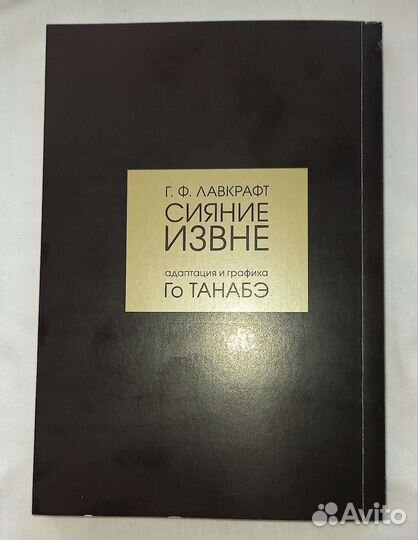 Г. Ф. ЛАВКРАФТ
СИЯНИЕ
ИЗВНЕ
адаптация и графика
Го ТАНАБЭ
Avito